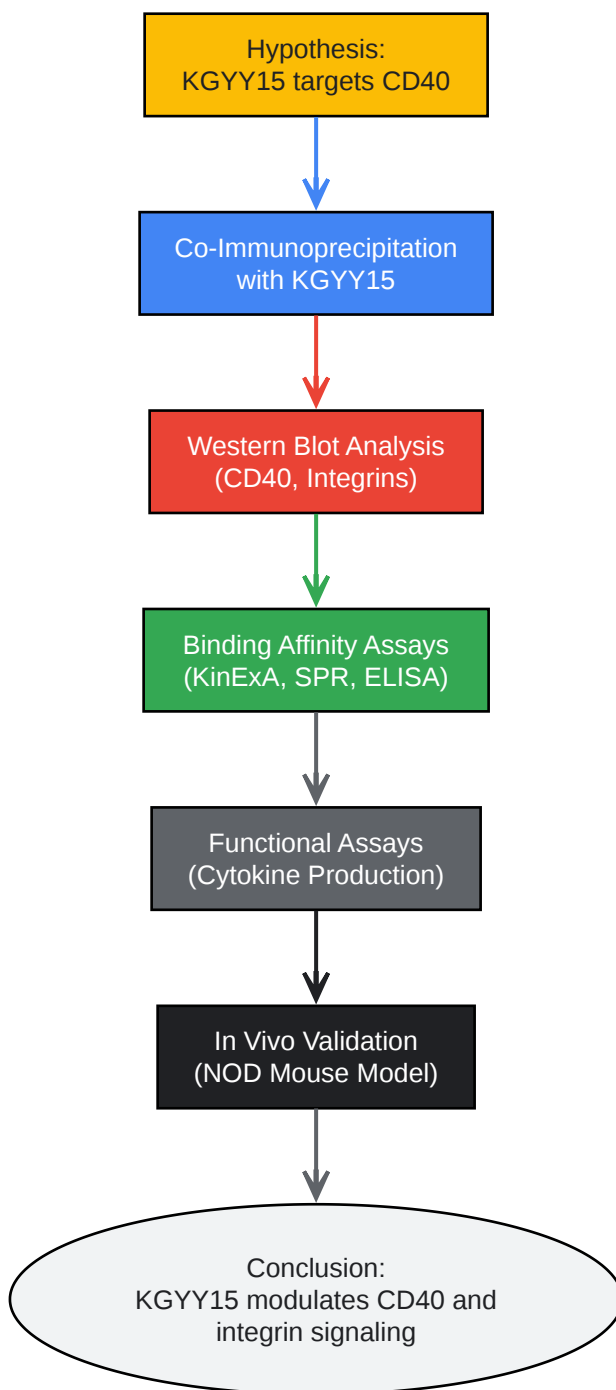 Hypothesis:
KGYY15 targets CD40
Co-Immunoprecipitation
with KGYY15
Western Blot Analysis
(CD40, Integrins)
Binding Affinity Assays
(KinExA, SPR, ELISA)
Functional Assays
(Cytokine Production)
In Vivo Validation
(NOD Mouse Model)
Conclusion:
KGYY15 modulates CD40 and
integrin signaling